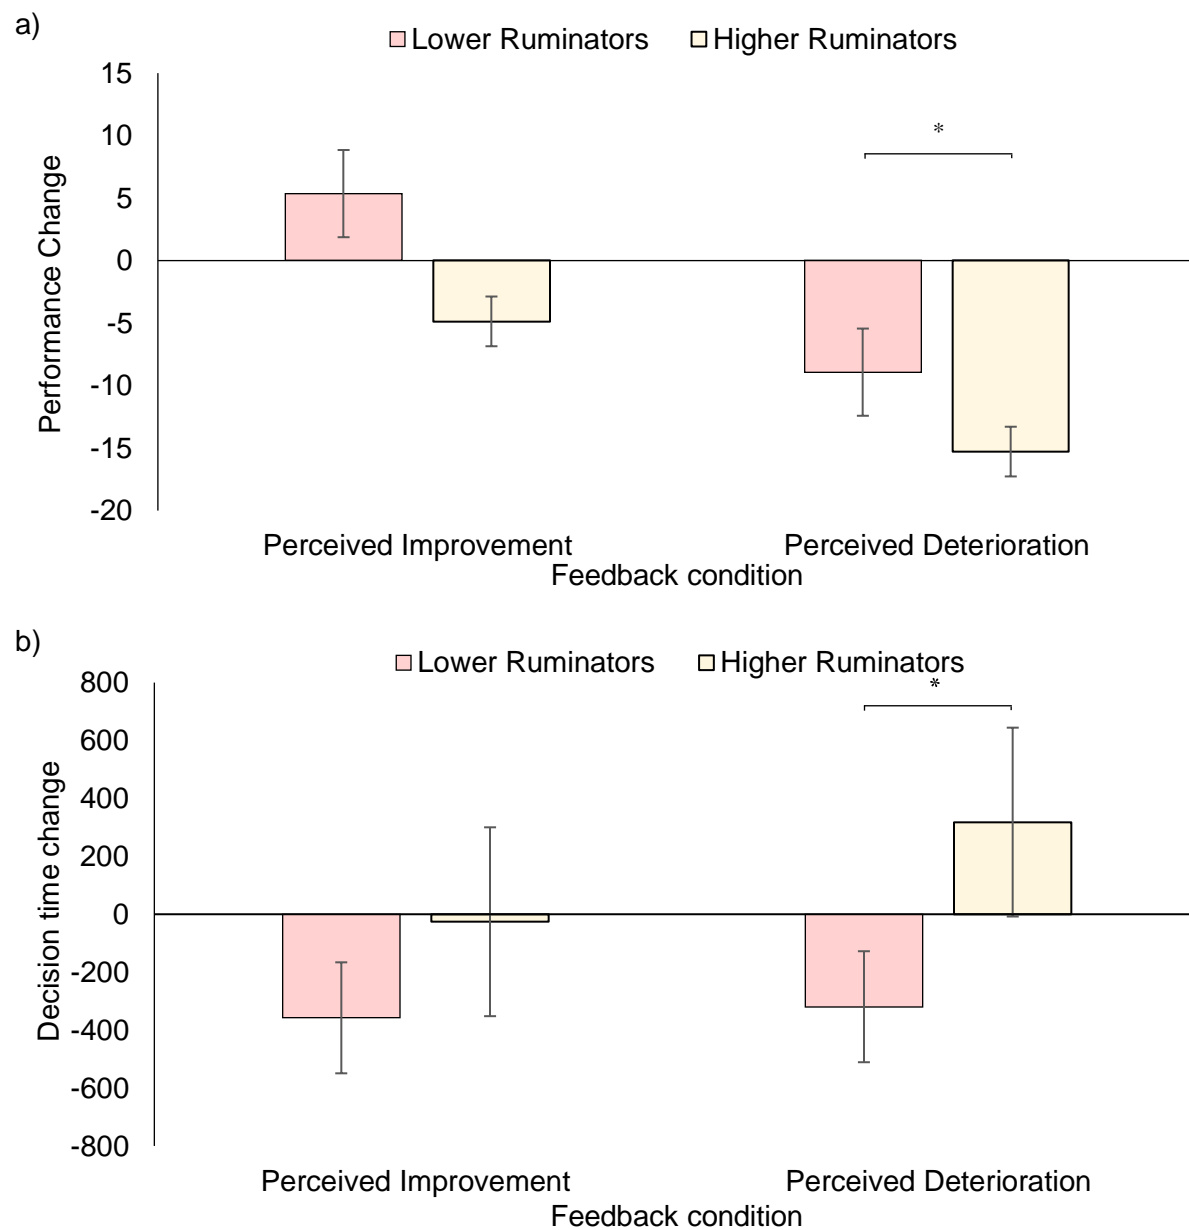 a)
Lower Ruminators Higher Ruminators
15
10
5
0
-5
-10
-15
-20
Performance Change
*
Perceived Improvement Perceived Deterioration
Feedback condition
b)
Lower Ruminators Higher Ruminators
800
600
400
200
0
-200
-400
-600
-800
Decision time change
*
Perceived Improvement Perceived Deterioration
Feedback condition